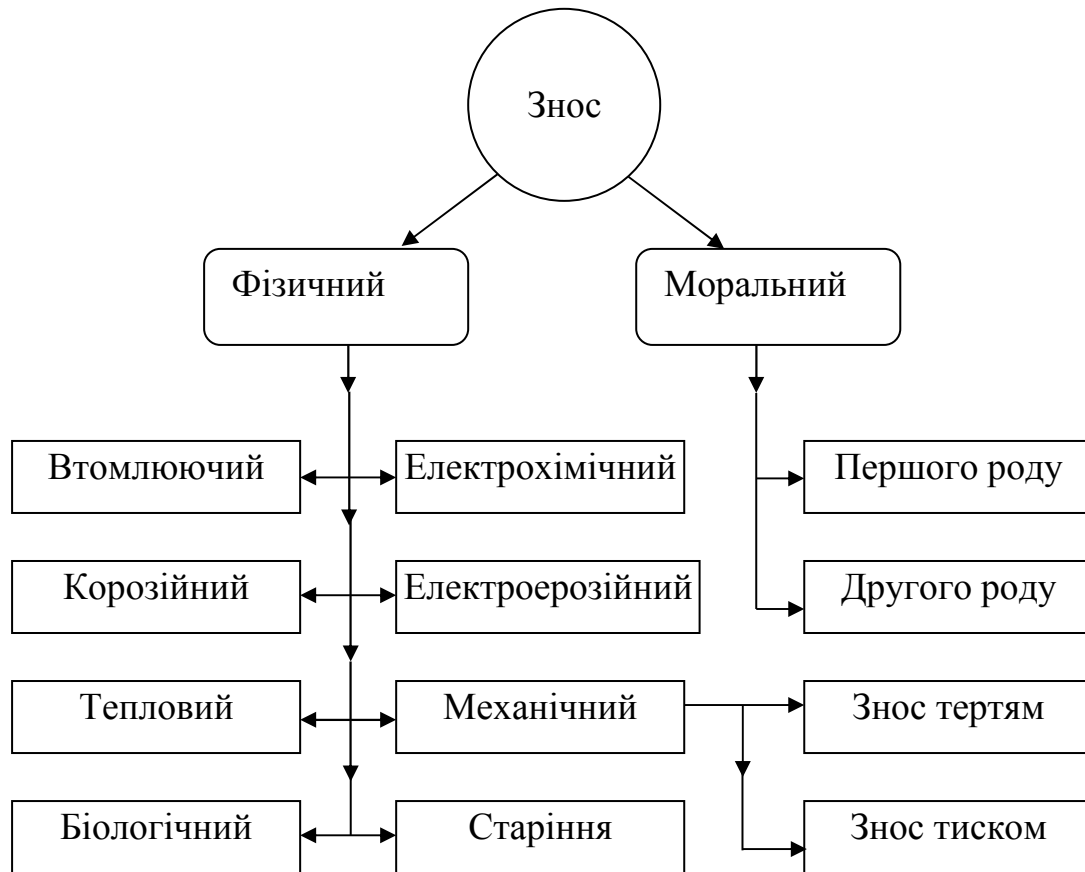 Знос
Фізичний
Моральний
Втомлюючий
Електрохімічний
Першого роду
Корозійний
Електроерозійний
Другого роду
Тепловий
Механічний
Знос тертям
Біологічний
Старіння
Знос тиском